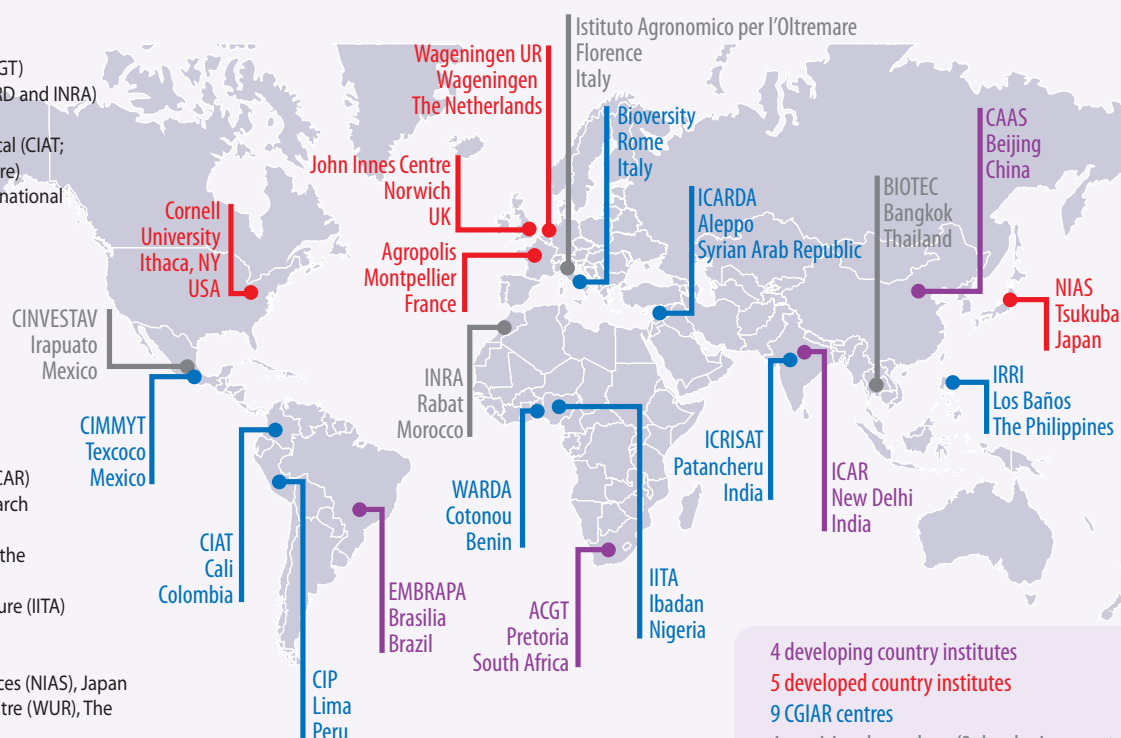 GT)
RD and INRA)
cal (CIAT;
re)
national
CAR)
arch
the
ure (IITA)
ces (NIAS), Japan
tre (WUR), The
Istituto Agronomico per l'Oltremare
Florence
Italy
Wageningen UR
Wageningen
The Netherlands
Bioversity
Rome
Italy
CAAS
Beijing
China
John Innes Centre
Norwich
UK
BIOTEC
Bangkok
Thailand
ICARDA
Aleppo
Syrian Arab Republic
Cornell
University
Ithaca, NY
USA
Agropolis
Montpellier
France
NIAS
Tsukuba
Japan
CINVESTAV
Irapuato
Mexico
INRA
Rabat
Morocco
IRRI
Los Baños
The Philippines
CIMMYT
Texcoco
Mexico
ICRISAT
Patancheru
India
ICAR
New Delhi
India
WARDA
Cotonou
Benin
CIAT
Cali
Colombia
EMBRAPA
Brasilia
Brazil
IITA
Ibadan
Nigeria
ACGT
Pretoria
South Africa
CIP
Lima
Peru
4 developing country institutes
5 developed country institutes
9 CGIAR centres